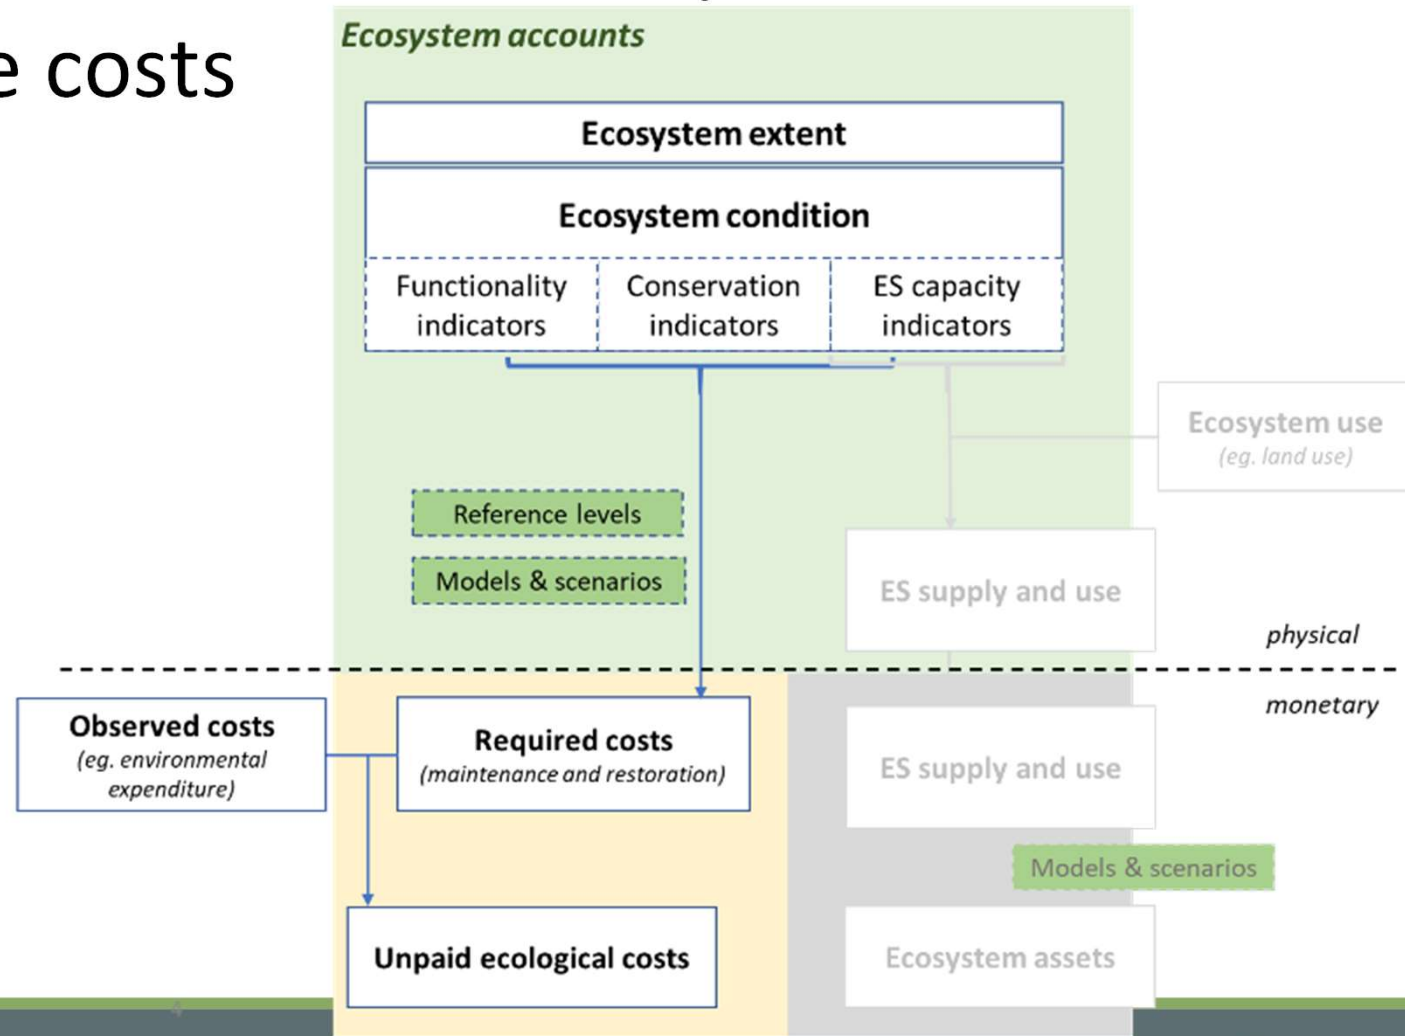 e costs
Ecosystem accounts
Ecosystem extent
Ecosystem condition
Functionality
indicators
Conservation
indicators
ES capacity
indicators
Ecosystem use
(eg. land use)
Reference levels
Models & scenarios
ES supply and use
physical
monetary
Observed costs
(eg. environmental
expenditure)
Required costs
(maintenance and restoration)
ES supply and use
Models & scenarios
Unpaid ecological costs
Ecosystem assets
4